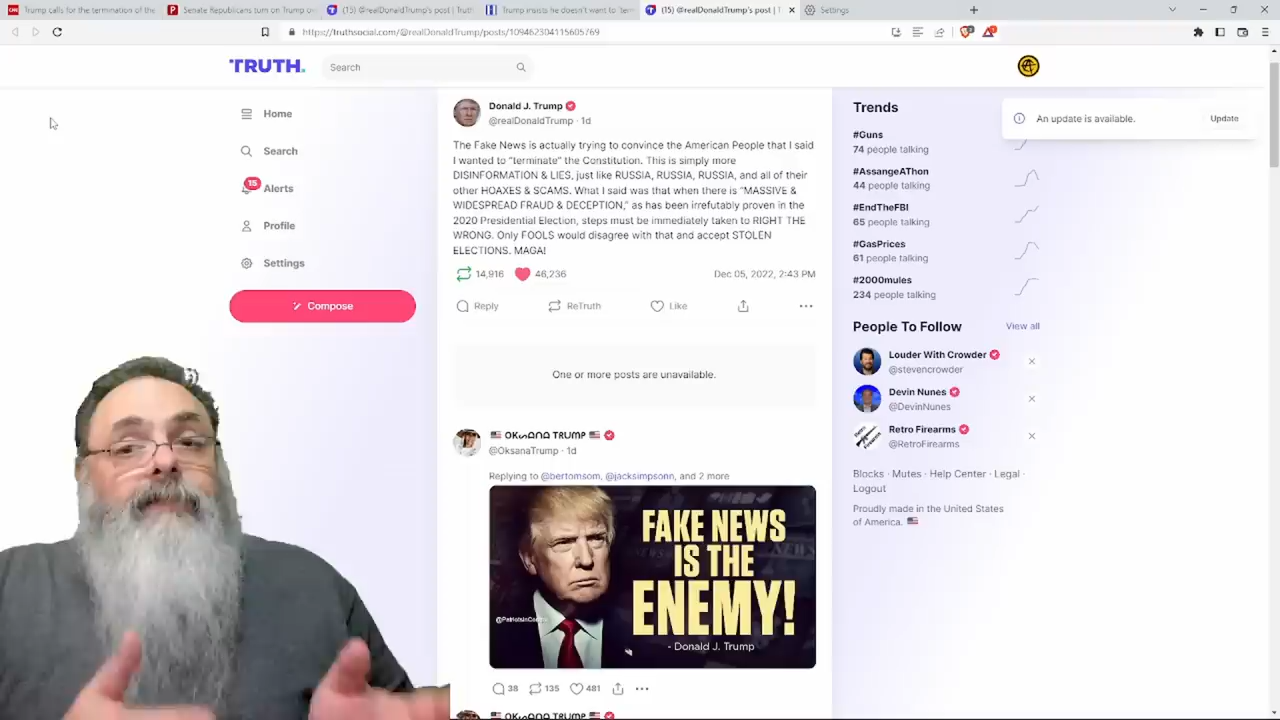 Trump calls for the termination of the
Senate Republicans turn on Trump ov
(15) @realDonaldTrump's post | Truth
Trump insists he doesn't want to 'ter
(15) @realDonaldTrump's post | T
Settings
https://truthsocial.com/@realDonaldTrump/posts/109462304115605769
TRUTH.
Search
Home
Search
15
Alerts
Profile
Settings
Compose
Donald J. Trump
@realDonaldTrump · 1d
The Fake News is actually trying to convince the American People that I said
I wanted to "terminate" the Constitution. This is simply more
DISINFORMATION & LIES, just like RUSSIA, RUSSIA, RUSSIA, and all of their
other HOAXES & SCAMS. What I said was that when there is "MASSIVE &
WIDESPREAD FRAUD & DECEPTION," as has been irrefutably proven in the
2020 Presidential Election, steps must be immediately taken to RIGHT THE
WRONG. Only FOOLS would disagree with that and accept STOLEN
ELECTIONS. MAGA!
14,916
46,236
Dec 05, 2022, 2:43 PM
Reply
ReTruth
Like
One or more posts are unavailable.
OKSANA TRUMP
@OksanaTrump · 1d
Replying to @bertomsom, @jacksimpsonn, and 2 more
FAKE NEWS
IS THE
ENEMY!
- Donald J. Trump
38
135
481
OKSANA TRUMP
Trends
#Guns
74 people talking
#AssangeAThon
44 people talking
#EndTheFBI
65 people talking
#GasPrices
61 people talking
#2000mules
234 people talking
An update is available.
Update
People To Follow
View all
Louder With Crowder
@stevencrowder
Devin Nunes
@DevinNunes
Retro Firearms
@RetroFirearms
Blocks · Mutes · Help Center · Legal ·
Logout
Proudly made in the United States
of America.